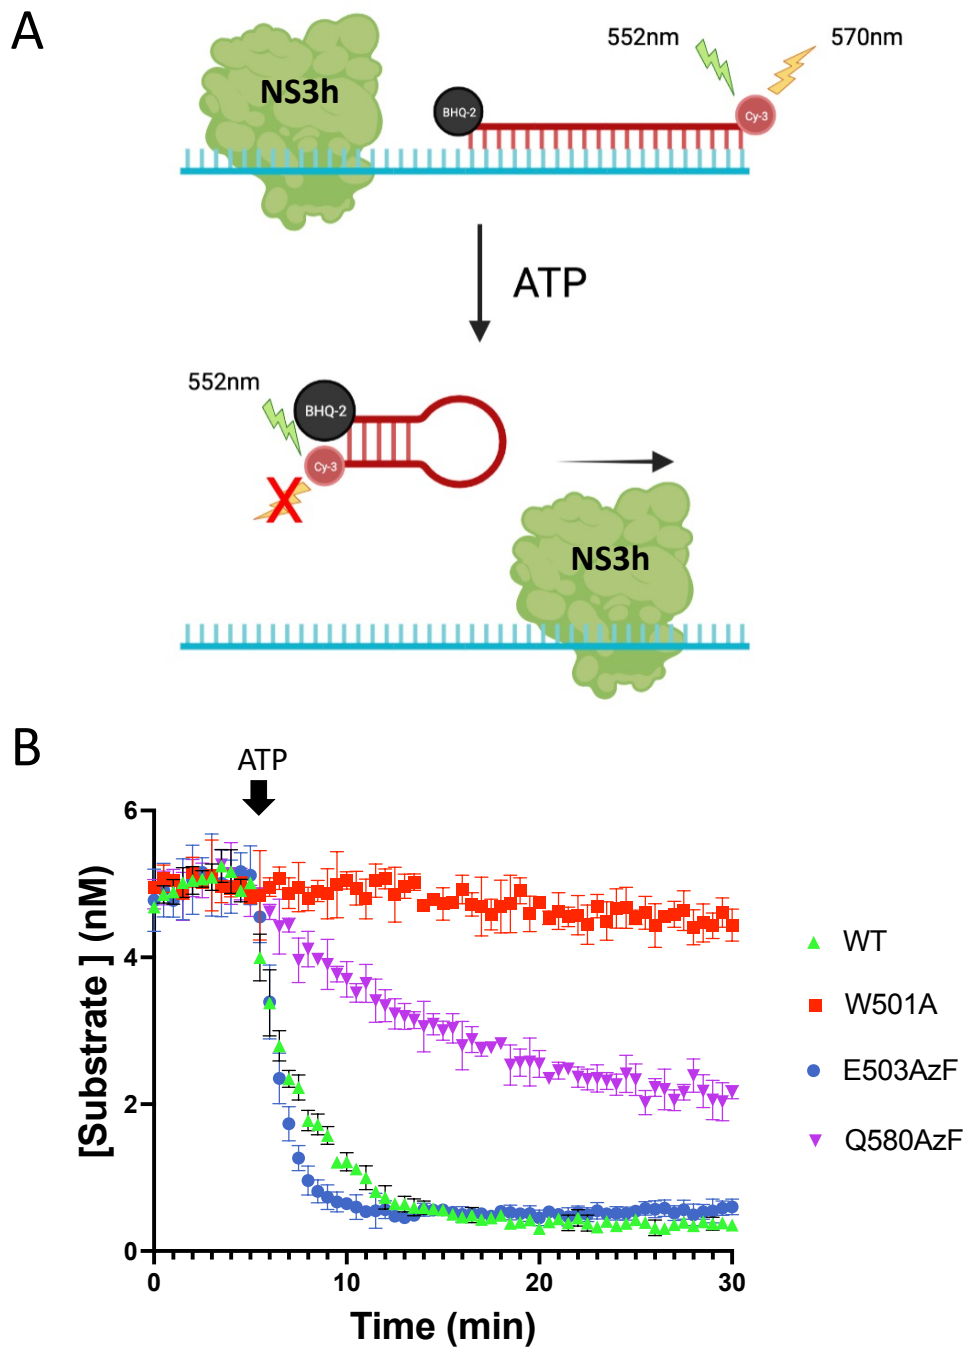 A
552nm
570nm
NS3h
BHQ-2
Cy-3
ATP
552nm
BHQ-2
Cy-3
X
NS3h
B
ATP
6
4
2
0
[Substrate ] (nM)
0
10
20
30
Time (min)
WT
W501A
E503AzF
Q580AzF